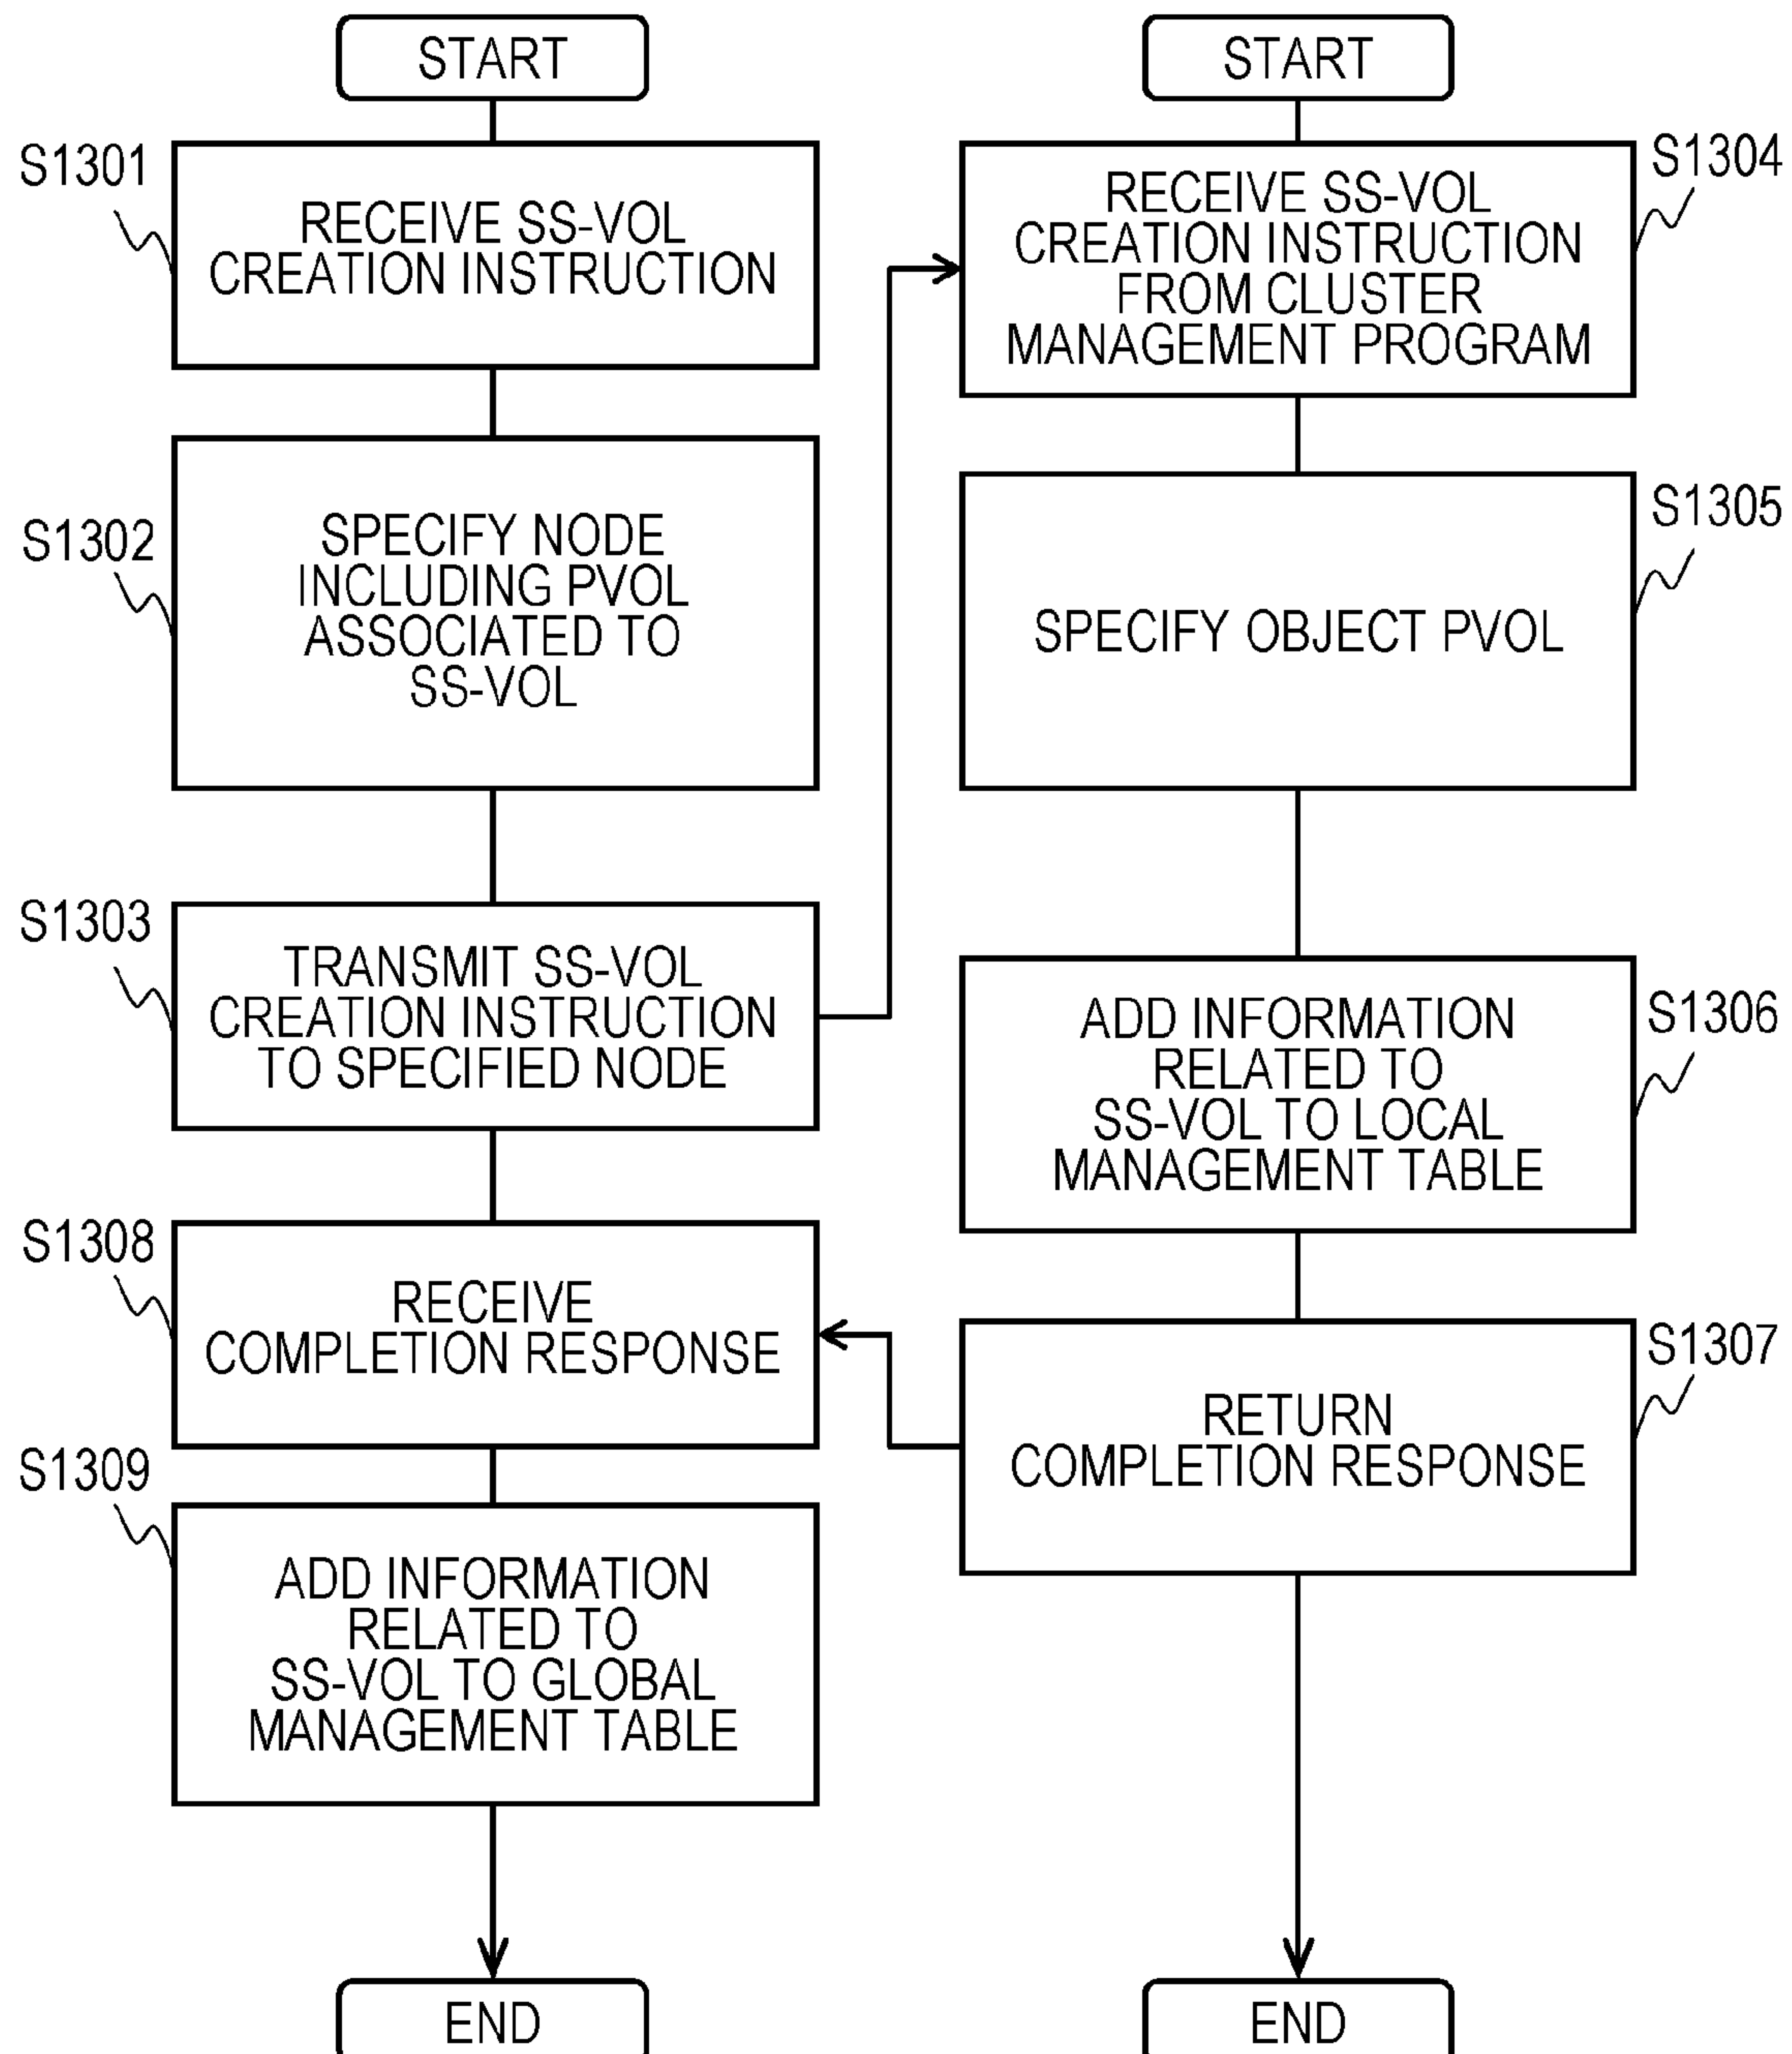 START
S1301
RECEIVE SS-VOL
CREATION INSTRUCTION
S1302
SPECIFY NODE
INCLUDING PVOL
ASSOCIATED TO
SS-VOL
S1303
TRANSMIT SS-VOL
CREATION INSTRUCTION
TO SPECIFIED NODE
S1308
RECEIVE
COMPLETION RESPONSE
S1309
ADD INFORMATION
RELATED TO
SS-VOL TO GLOBAL
MANAGEMENT TABLE
END
START
S1304
RECEIVE SS-VOL
CREATION INSTRUCTION
FROM CLUSTER
MANAGEMENT PROGRAM
S1305
SPECIFY OBJECT PVOL
S1306
ADD INFORMATION
RELATED TO
SS-VOL TO LOCAL
MANAGEMENT TABLE
S1307
RETURN
COMPLETION RESPONSE
END